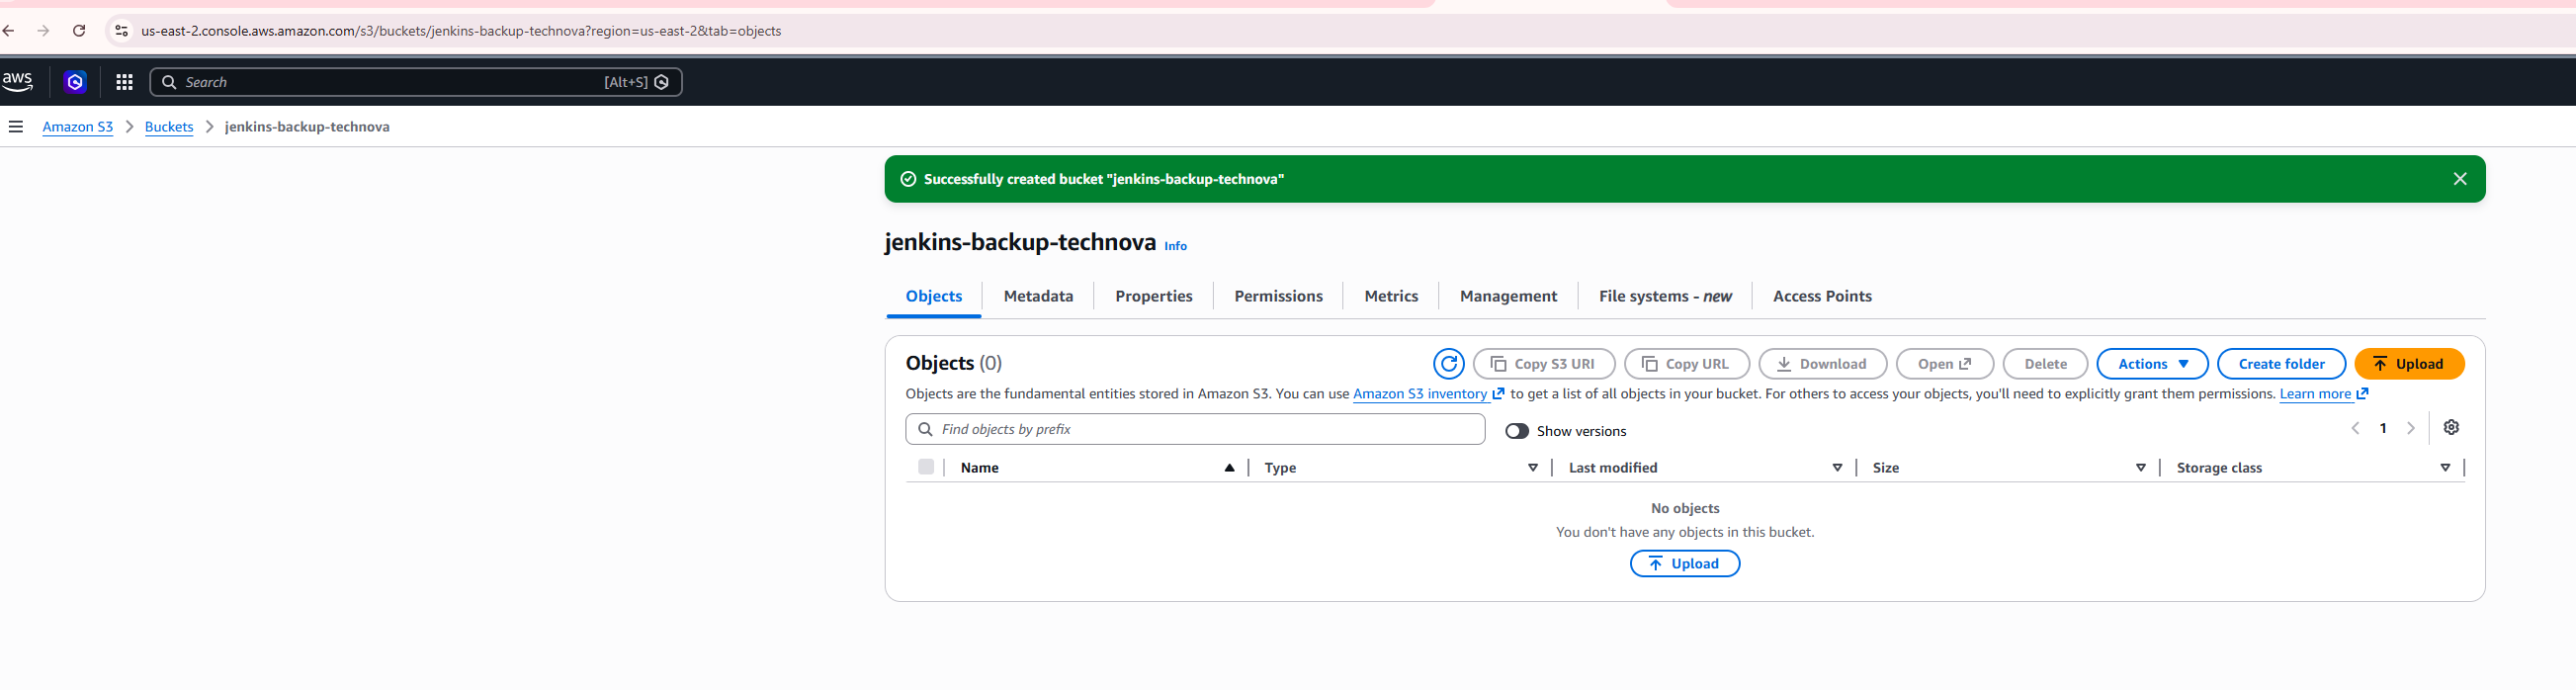 us-east-2.console.aws.amazon.com/s3/buckets/jenkins-backup-technova?region=us-east-2&tab=objects
aws Search [Alt+S]
Amazon S3 > Buckets > jenkins-backup-technova
Successfully created bucket "jenkins-backup-technova"
jenkins-backup-technova Info
Objects Metadata Properties Permissions Metrics Management File systems - new Access Points
Objects (0) Copy S3 URI Copy URL Download Open Delete Actions Create folder Upload
Objects are the fundamental entities stored in Amazon S3. You can use Amazon S3 inventory to get a list of all objects in your bucket. For others to access your objects, you'll need to explicitly grant them permissions. Learn more
Find objects by prefix Show versions 1
Name Type Last modified Size Storage class
No objects
You don't have any objects in this bucket.
Upload